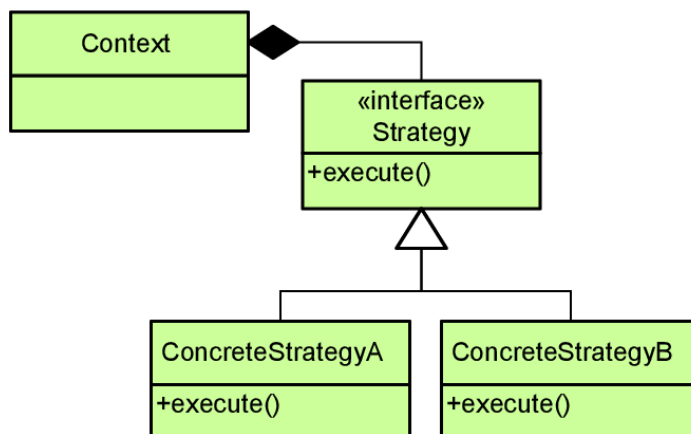 Context
«interface»
Strategy
+execute()
ConcreteStrategyA
+execute()
ConcreteStrategyB
+execute()